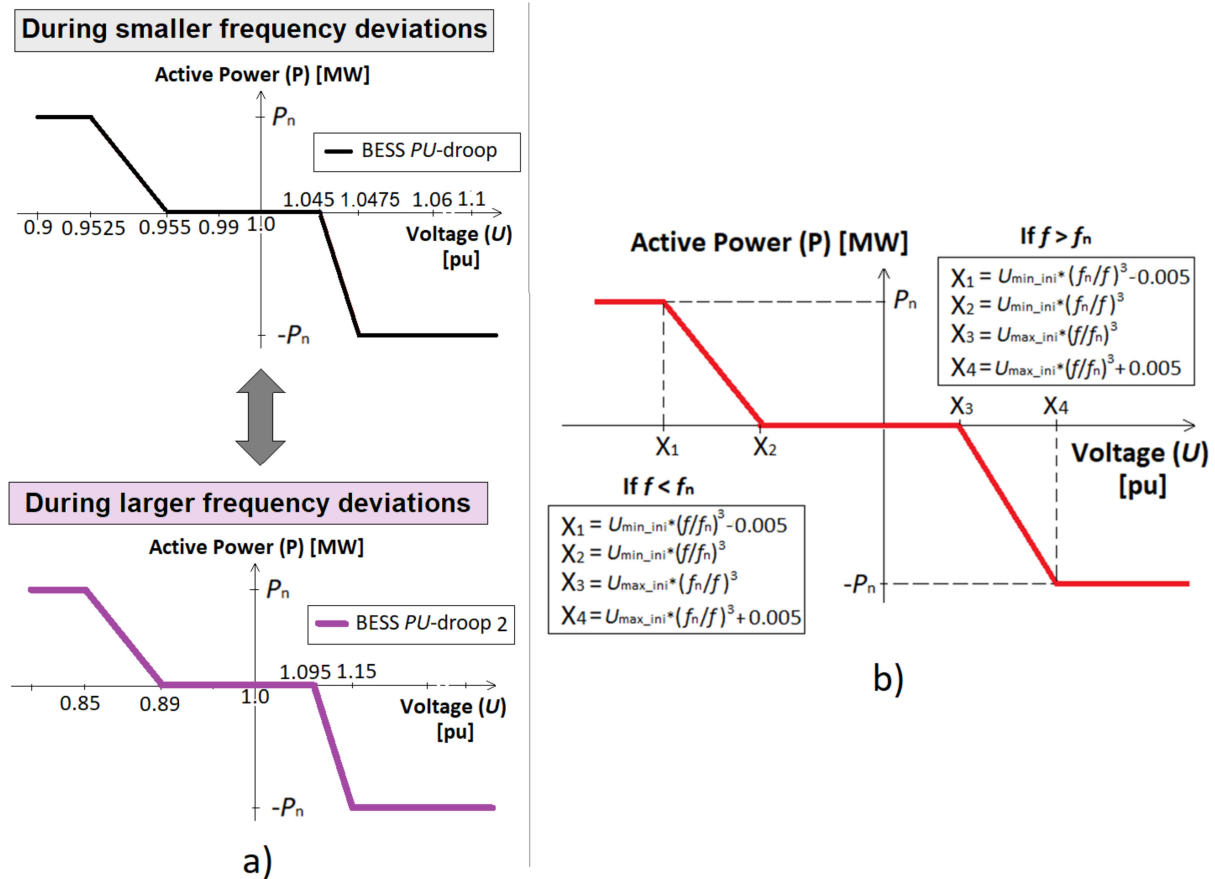 During smaller frequency deviations
Active Power (P) [MW]
Pn
BESS PU-droop
1.045 1.0475 1.06 1.1
0.9 0.9525 0.955 0.99 1.0
Voltage (U)
[pu]
-Pn
During larger frequency deviations
Active Power (P) [MW]
Pn
BESS PU-droop 2
1.095 1.15
0.85 0.89 1.0
Voltage (U)
[pu]
-Pn
a)
Active Power (P) [MW]
Pn
If f > fn
X1 = Umin_ini*(fn/f)^3-0.005
X2 = Umin_ini*(fn/f)^3
X3 = Umax_ini*(f/fn)^3
X4 = Umax_ini*(f/fn)^3+0.005
X1 X2 X3 X4
Voltage (U)
[pu]
If f < fn
X1 = Umin_ini*(f/fn)^3-0.005
X2 = Umin_ini*(f/fn)^3
X3 = Umax_ini*(fn/f)^3
X4 = Umax_ini*(fn/f)^3+0.005
-Pn
b)